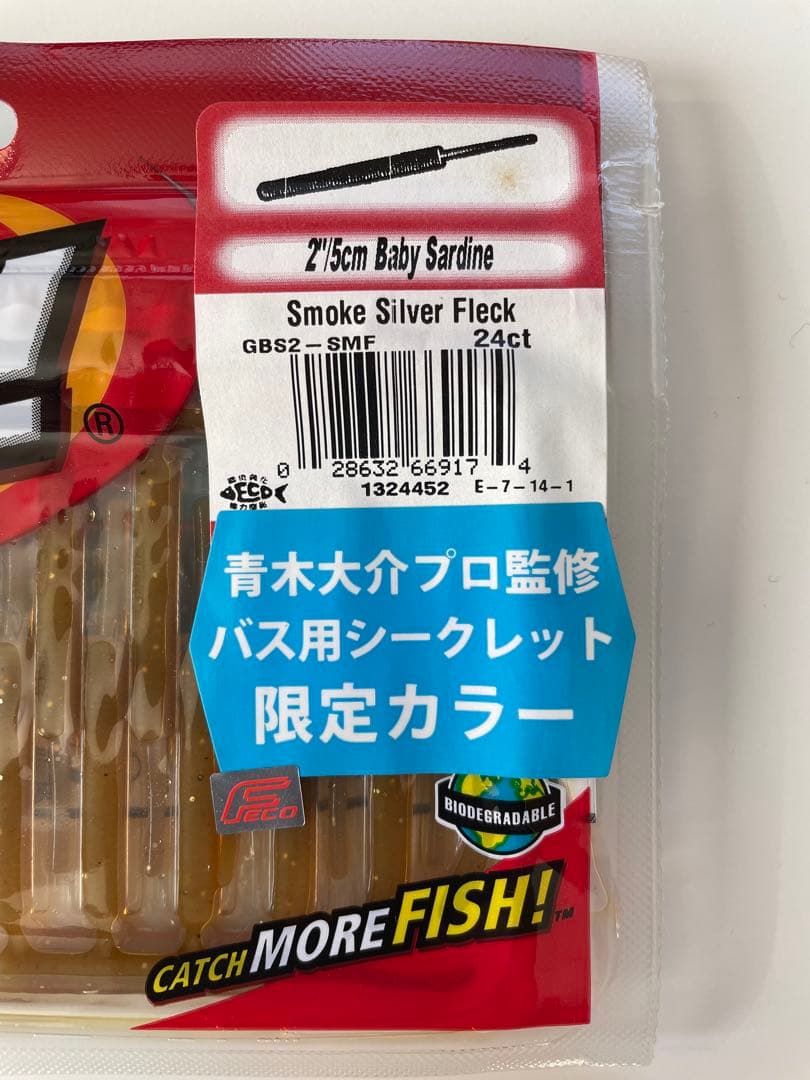 2"/5cm Baby Sardine
Smoke Silver Fleck
GBS2-SMF 24ct
0 28632 66917 4
ECO
1324452 E-7-14-1
青木大介プロ監修
バス用シークレット
限定カラー
FECO
BIODEGRADABLE
CATCH MORE FISH!™
®